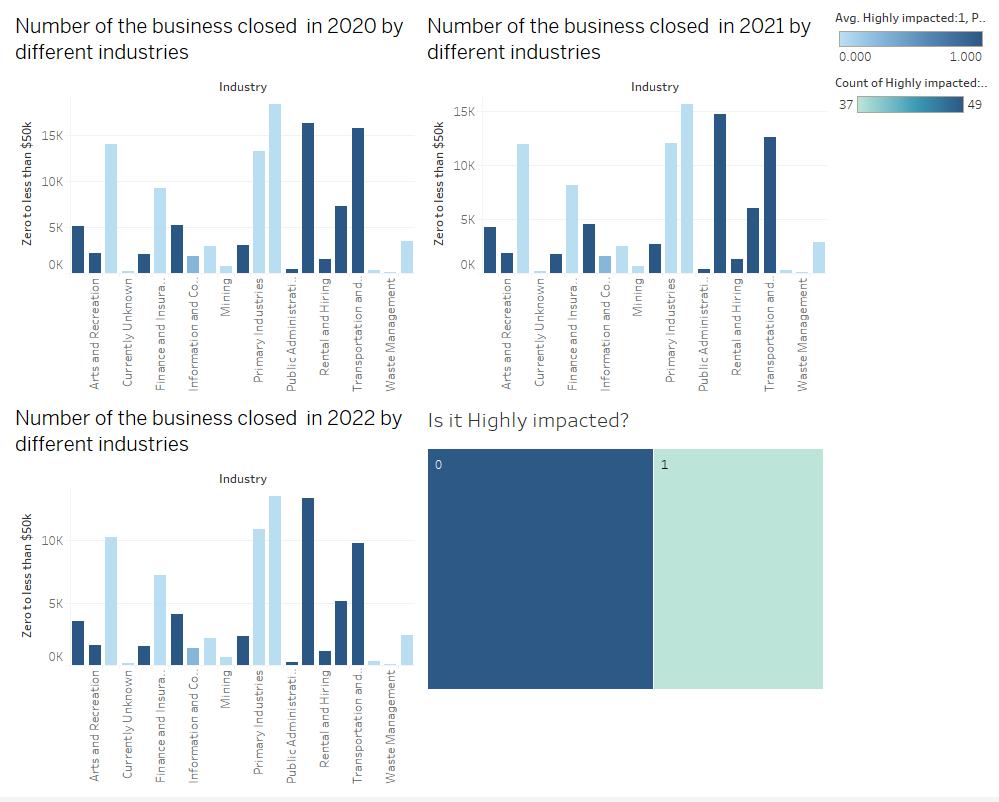 Number of the business closed  in 2020 by
different industries
Industry
Zero to less than $50k
15K
10K
5K
0K
Arts and Recreation
Currently Unknown
Finance and Insura..
Information and Co..
Mining
Primary Industries
Public Administrati..
Rental and Hiring
Transportation and..
Waste Management
Number of the business closed  in 2021 by
different industries
Industry
Zero to less than $50k
15K
10K
5K
0K
Arts and Recreation
Currently Unknown
Finance and Insura..
Information and Co..
Mining
Primary Industries
Public Administrati..
Rental and Hiring
Transportation and..
Waste Management
Avg. Highly impacted:1, P..
0.000 1.000
Count of Highly impacted:..
37 49
Number of the business closed  in 2022 by
different industries
Industry
Zero to less than $50k
10K
5K
0K
Arts and Recreation
Currently Unknown
Finance and Insura..
Information and Co..
Mining
Primary Industries
Public Administrati..
Rental and Hiring
Transportation and..
Waste Management
Is it Highly impacted?
0
1